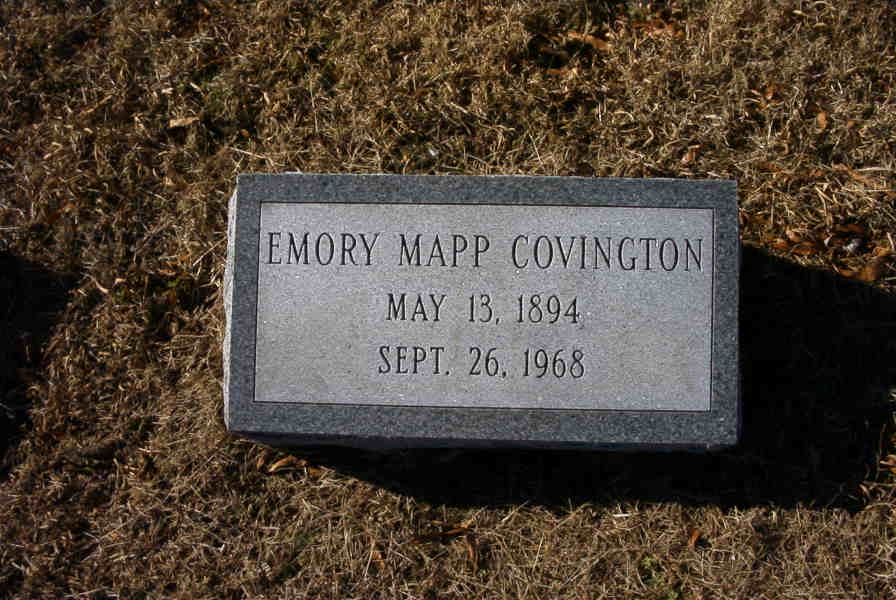 EMORY MAPP COVINGTON
MAY 13, 1894
SEPT. 26, 1968